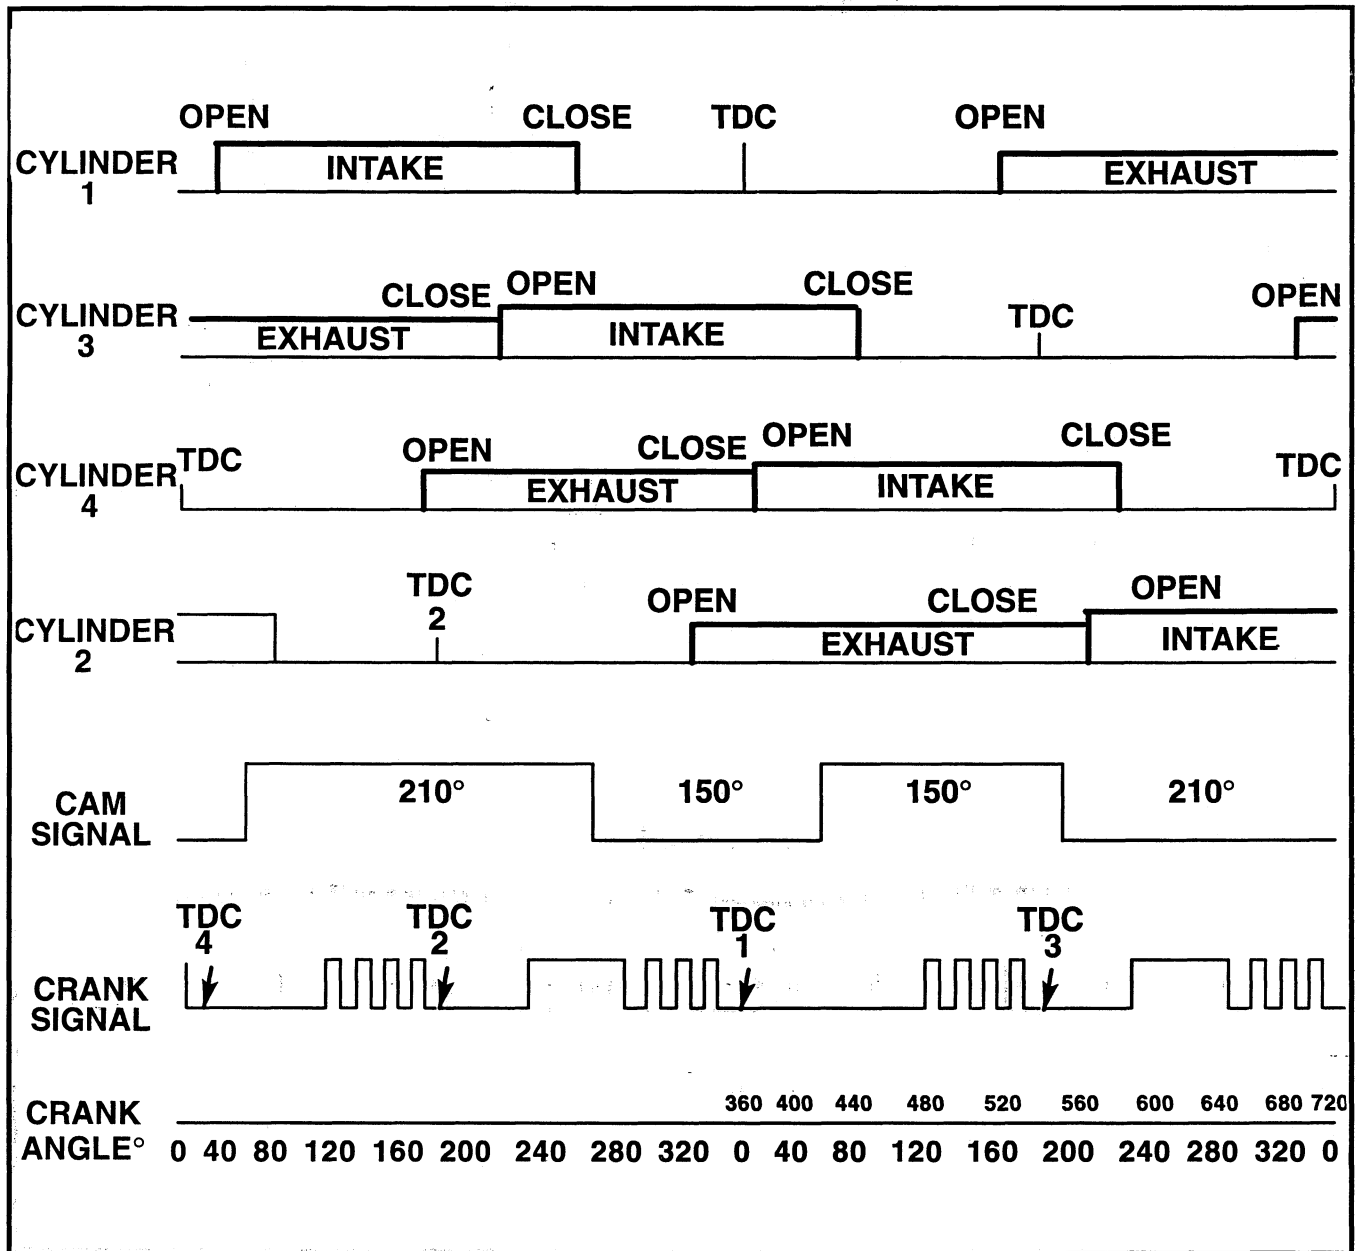 OPEN CLOSE TDC OPEN
CYLINDER 1 INTAKE EXHAUST
CLOSE OPEN CLOSE TDC OPEN
CYLINDER 3 EXHAUST INTAKE
TDC OPEN CLOSE OPEN CLOSE TDC
CYLINDER 4 EXHAUST INTAKE
TDC 2 OPEN CLOSE OPEN
CYLINDER 2 EXHAUST INTAKE
CAM SIGNAL 210° 150° 150° 210°
TDC 4 TDC 2 TDC 1 TDC 3
CRANK SIGNAL
360 400 440 480 520 560 600 640 680 720
CRANK ANGLE° 0 40 80 120 160 200 240 280 320 0 40 80 120 160 200 240 280 320 0